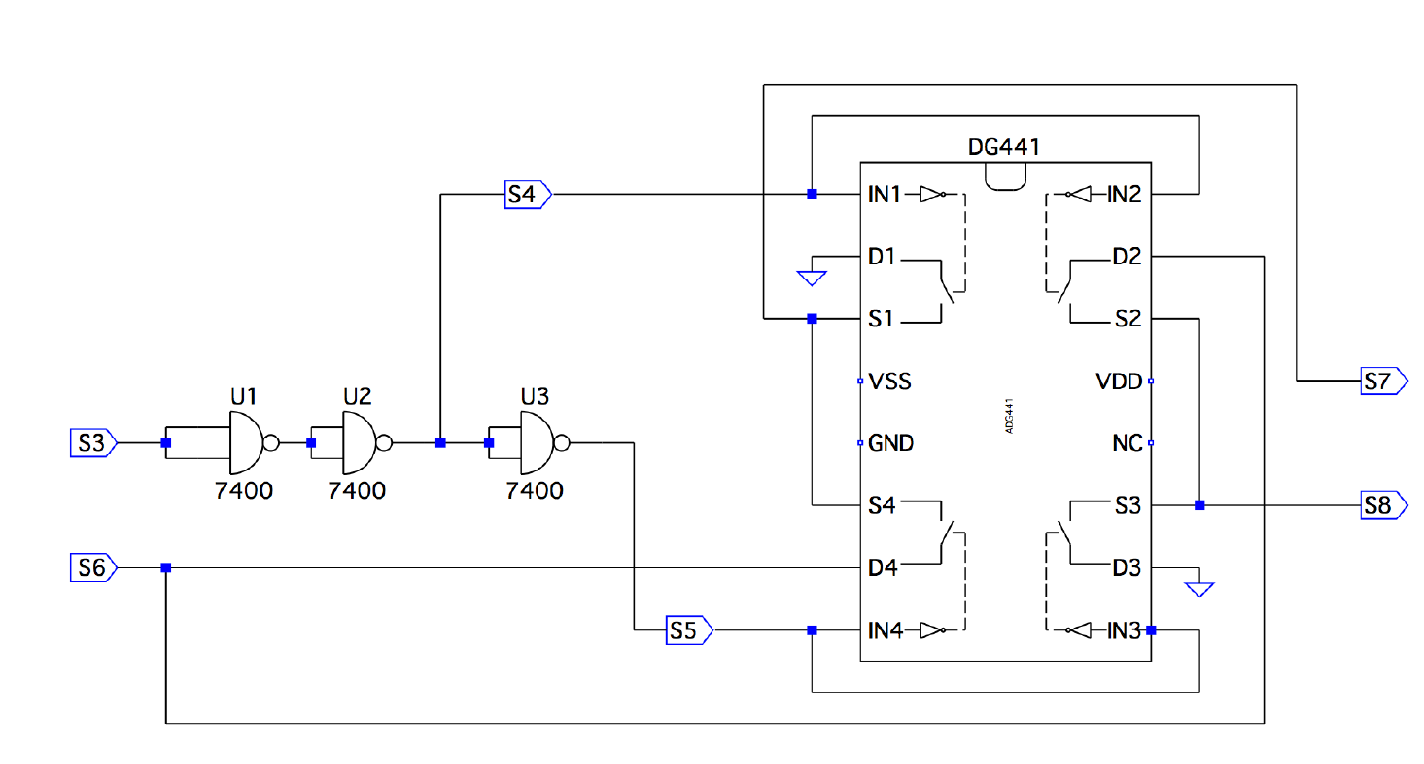 DG441
S4
IN1
IN2
D1
D2
S1
S2
VSS
VDD
S7
U1
U2
U3
ADG441
S3
GND
NC
7400
7400
7400
S4
S3
S8
S6
D4
D3
S5
IN4
IN3